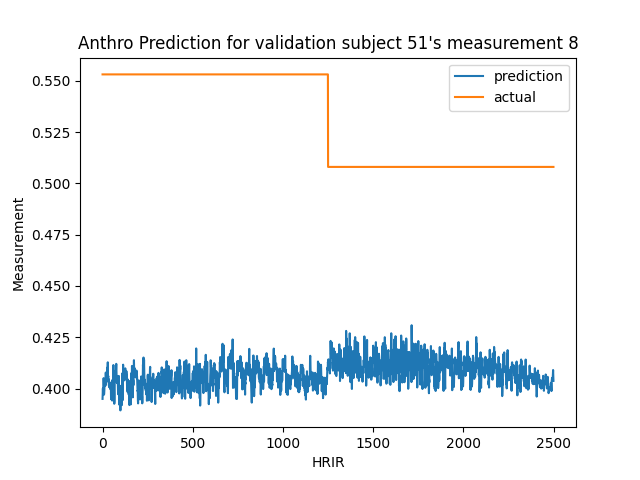 Anthro Prediction for validation subject 51's measurement 8
prediction
actual
Measurement
0.550
0.525
0.500
0.475
0.450
0.425
0.400
0 500 1000 1500 2000 2500
HRIR